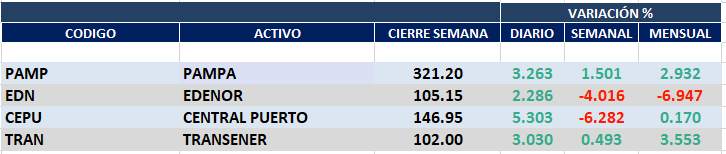 VARIACIÓN %
CODIGO ACTIVO CIERRE SEMANA DIARIO SEMANAL MENSUAL
PAMP PAMPA 321.20 3.263 1.501 2.932
EDN EDENOR 105.15 2.286 -4.016 -6.947
CEPU CENTRAL PUERTO 146.95 5.303 -6.282 0.170
TRAN TRANSENER 102.00 3.030 0.493 3.553